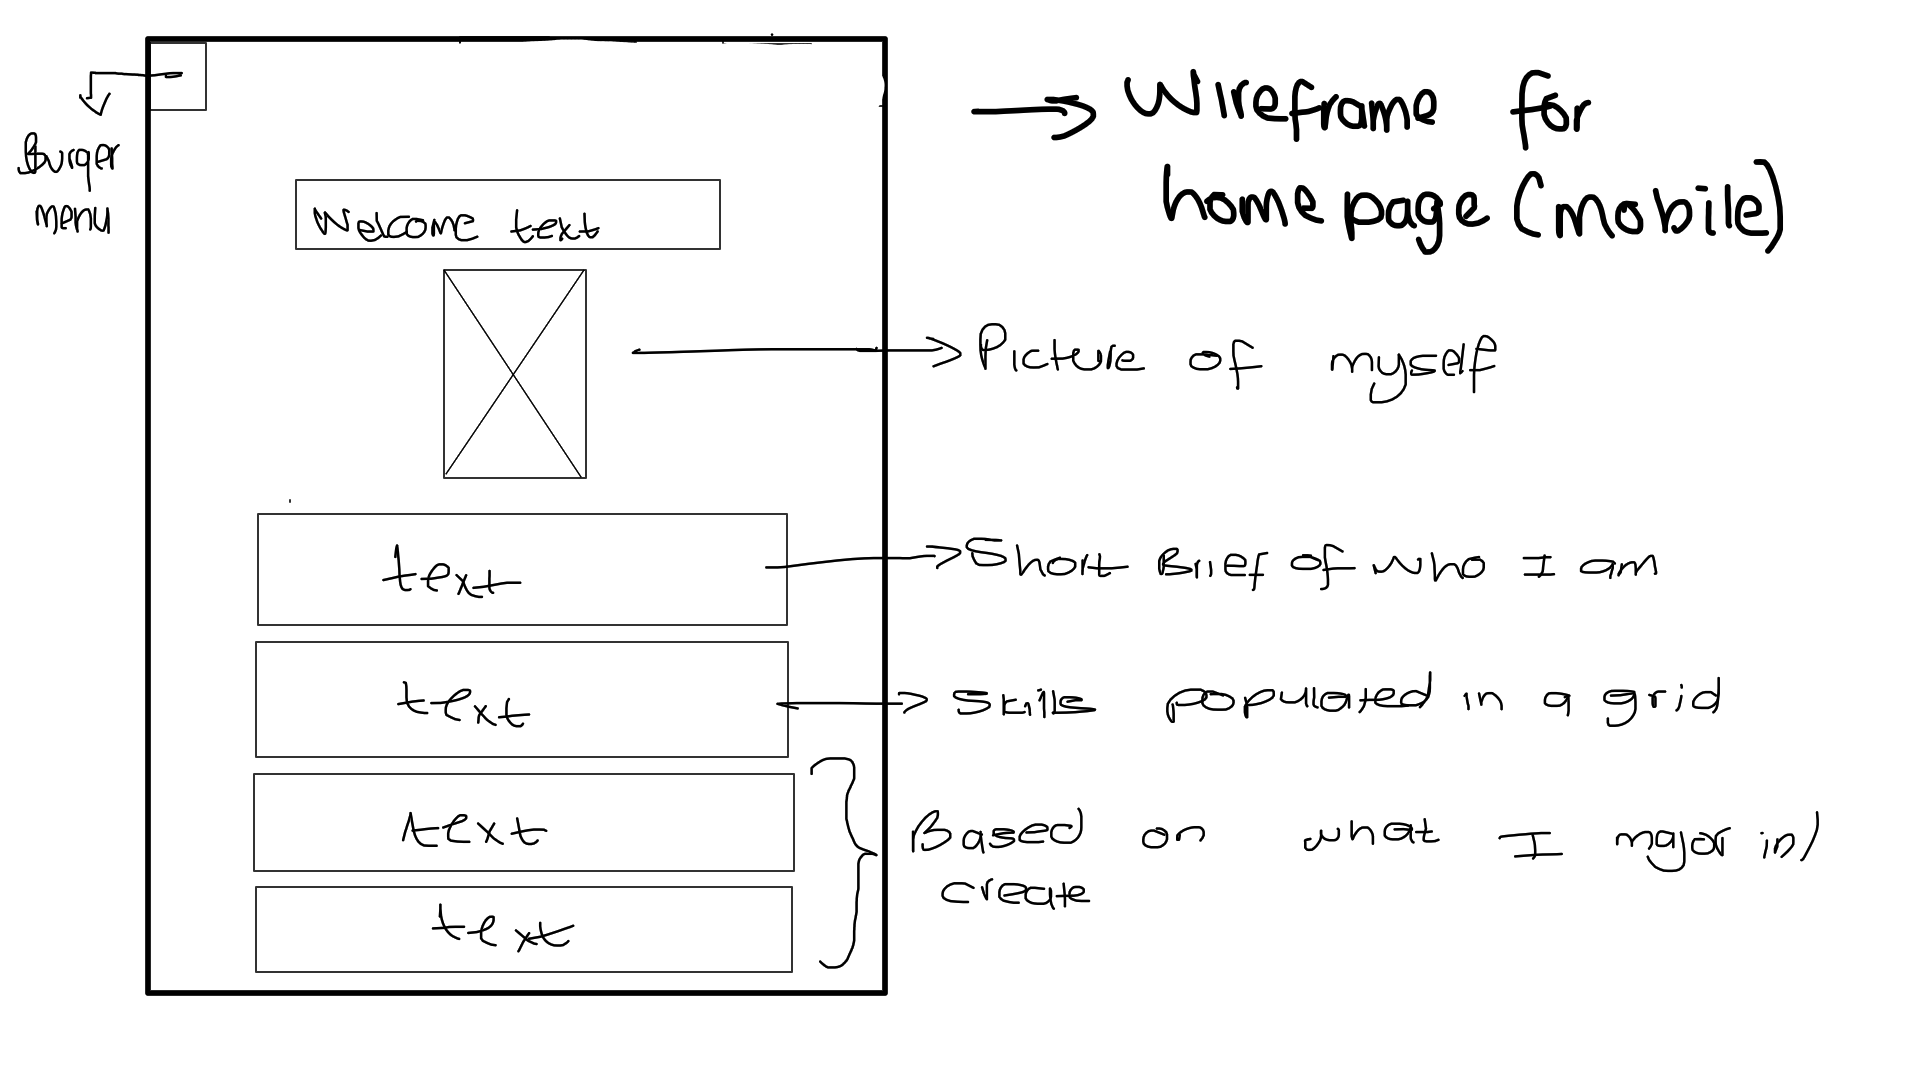 Wireframe for
home page (mobile)
Burger
menu
Welcome text
Picture of myself
text
Short Brief of who I am
text
Skills populated in a grid
text
Based on what I major in/
create
text